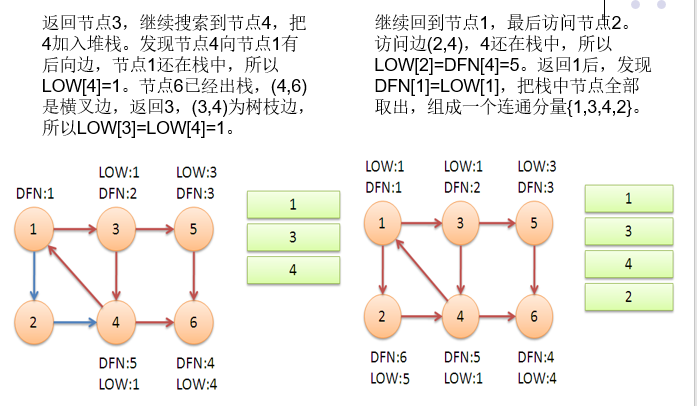 返回节点3，继续搜索到节点4，把
4加入堆栈。发现节点4向节点1有
后向边，节点1还在栈中，所以
LOW[4]=1。节点6已经出栈，(4,6)
是横叉边，返回3，(3,4)为树枝边，
所以LOW[3]=LOW[4]=1。
继续回到节点1，最后访问节点2。
访问边(2,4)，4还在栈中，所以
LOW[2]=DFN[4]=5。返回1后，发现
DFN[1]=LOW[1]，把栈中节点全部
取出，组成一个连通分量{1,3,4,2}。
LOW:1 LOW:3
DFN:1 DFN:2 DFN:3
1 3 5
2 4 6
DFN:5 DFN:4
LOW:1 LOW:4
1
3
4
LOW:1 LOW:1 LOW:3
DFN:1 DFN:2 DFN:3
1 3 5
2 4 6
DFN:6 DFN:5 DFN:4
LOW:5 LOW:1 LOW:4
1
3
4
2